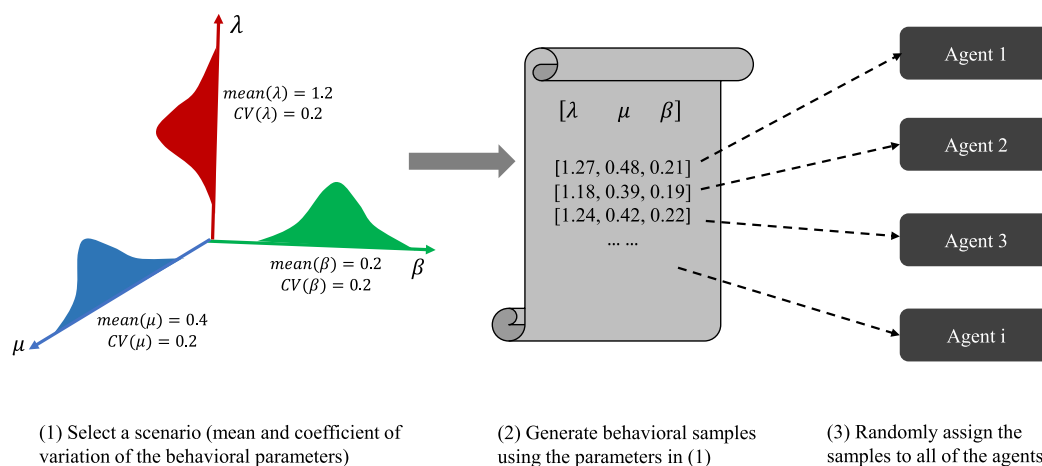 λ
mean(λ) = 1.2
CV(λ) = 0.2
mean(β) = 0.2
CV(β) = 0.2
β
mean(μ) = 0.4
CV(μ) = 0.2
μ
[λ μ β]
[1.27, 0.48, 0.21]
[1.18, 0.39, 0.19]
[1.24, 0.42, 0.22]
... ...
Agent 1
Agent 2
Agent 3
Agent i
(1) Select a scenario (mean and coefficient of
variation of the behavioral parameters)
(2) Generate behavioral samples
using the parameters in (1)
(3) Randomly assign the
samples to all of the agents